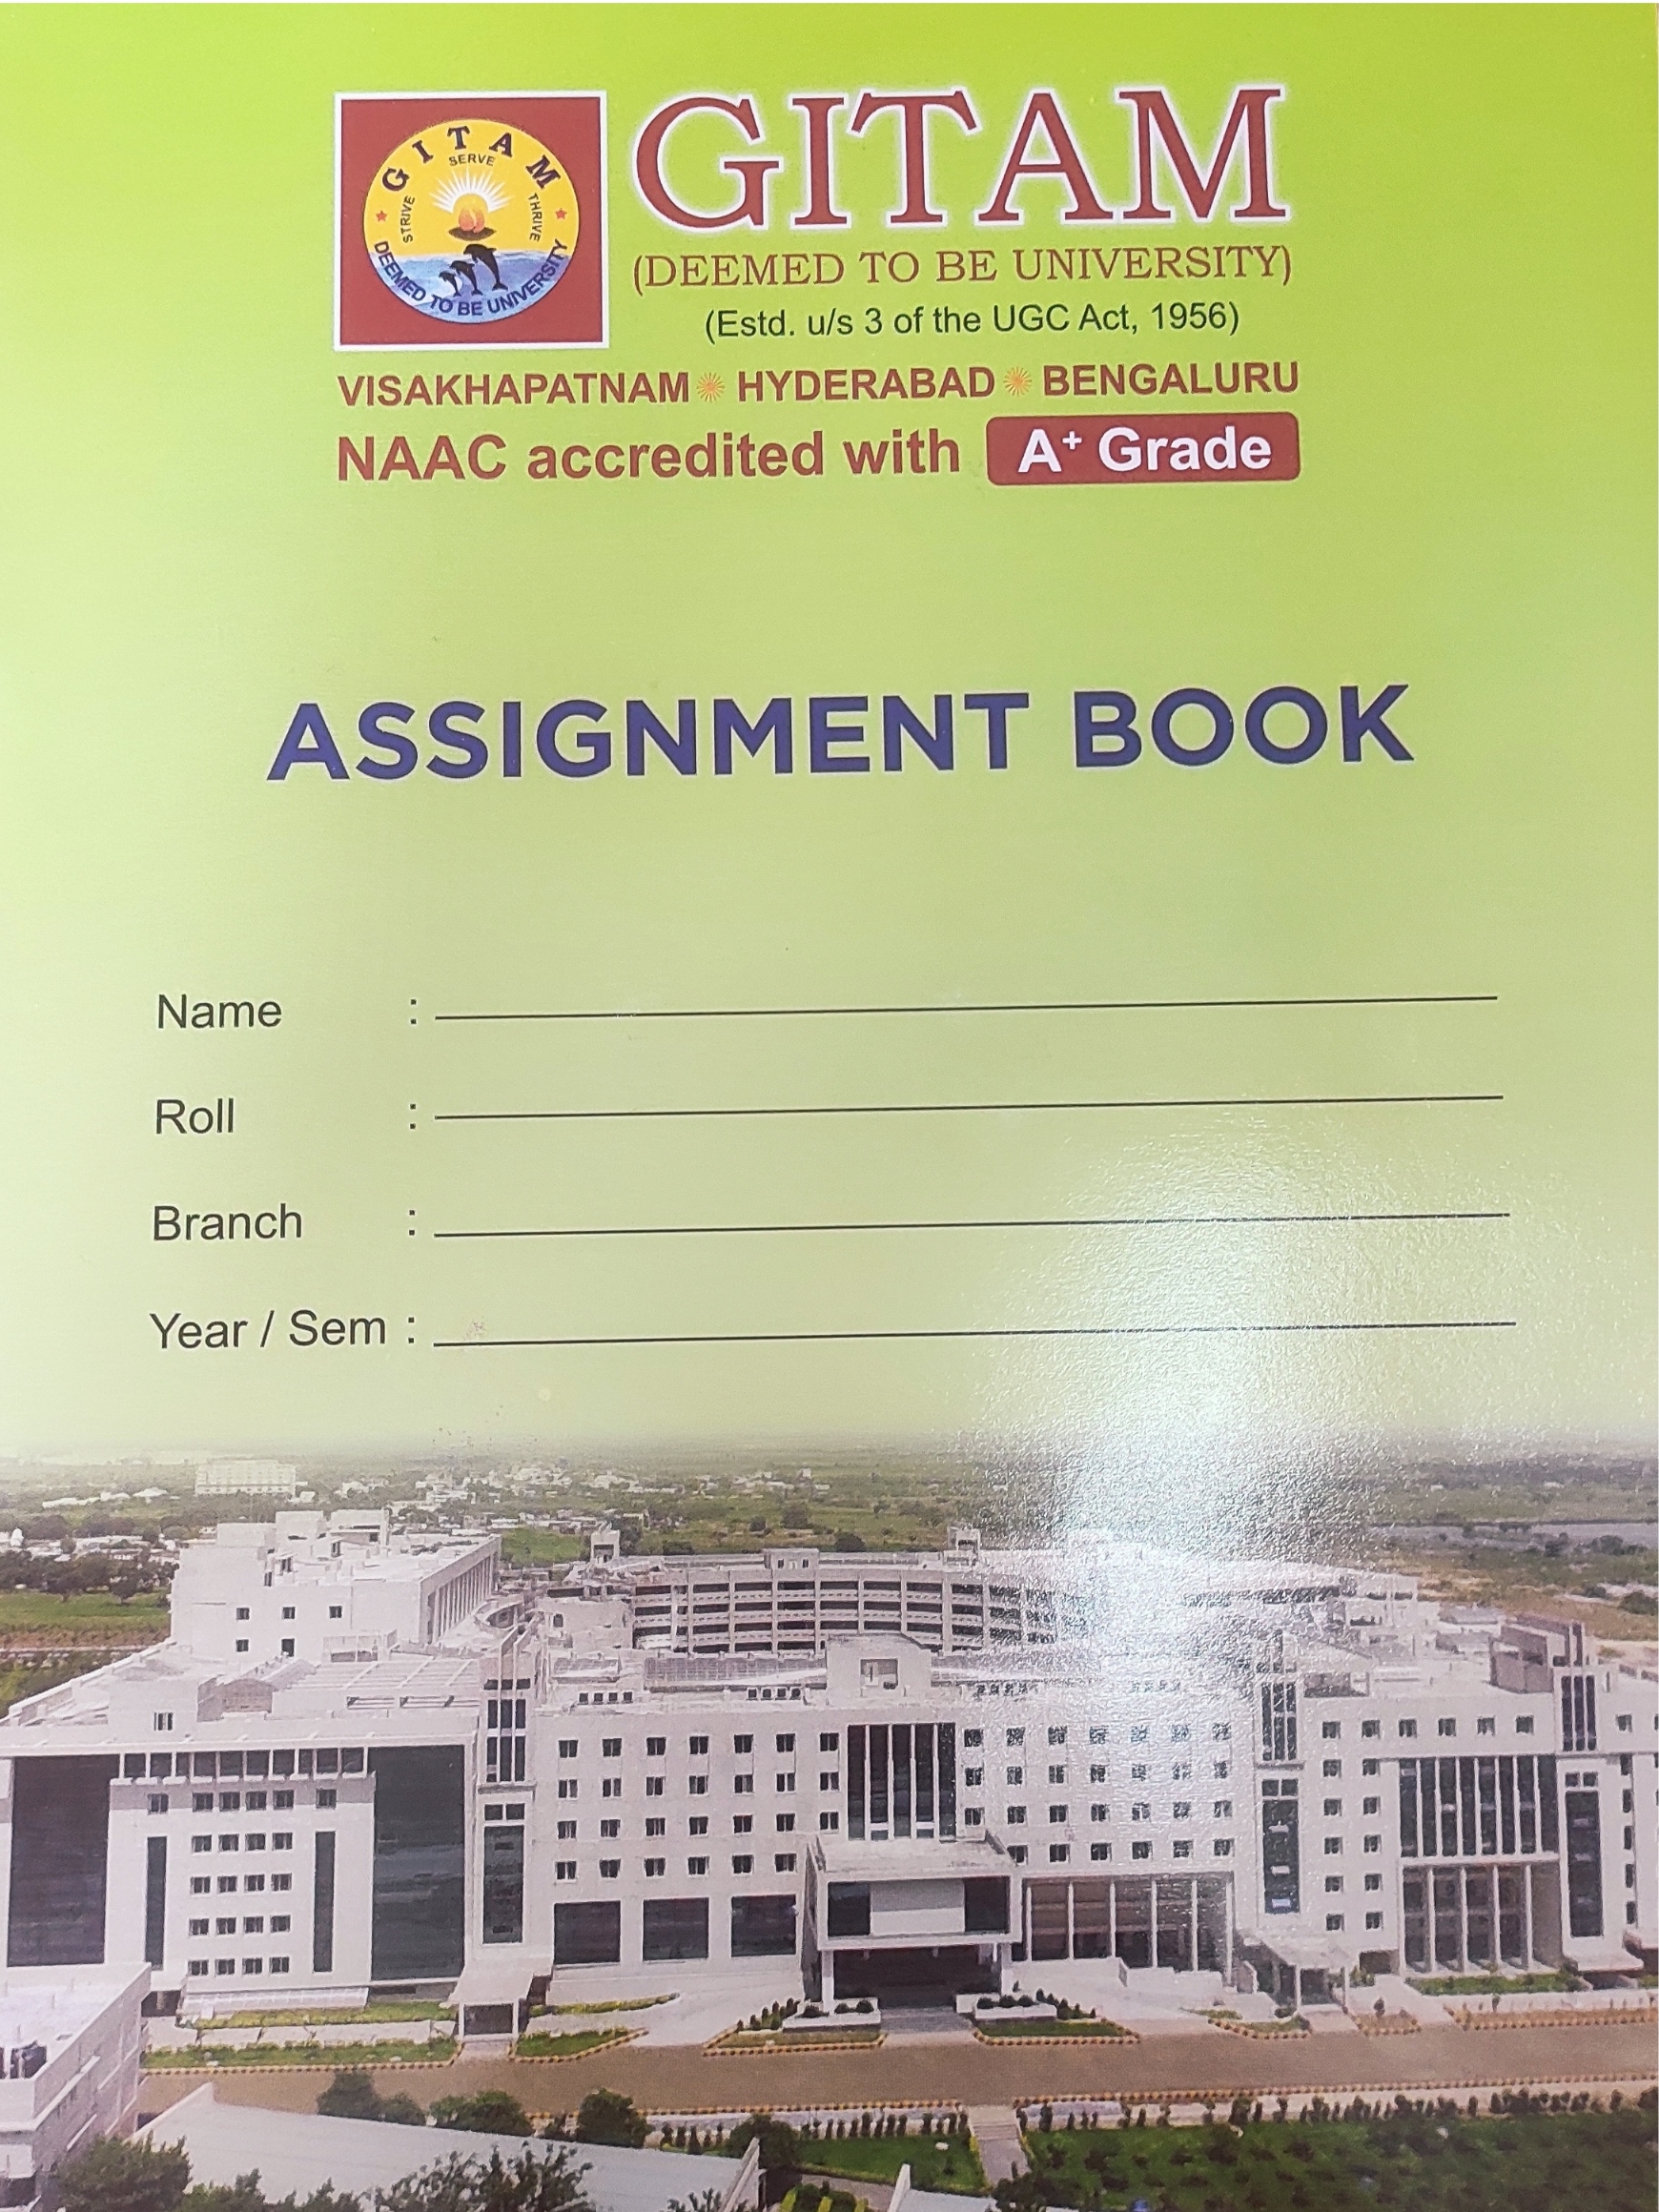 GITAM
SERVE
STRIVE
THRIVE
DEEMED TO BE UNIVERSITY
GITAM
(DEEMED TO BE UNIVERSITY)
(Estd. u/s 3 of the UGC Act, 1956)
VISAKHAPATNAM HYDERABAD BENGALURU
NAAC accredited with A+ Grade
ASSIGNMENT BOOK
Name :
Roll :
Branch :
Year / Sem :